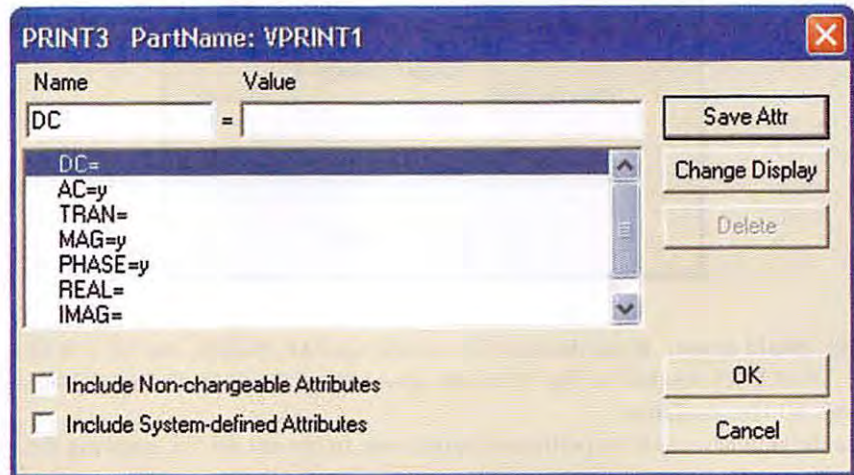 PRINT3 PartName: VPRINT1
Name Value
DC =
Save Attr
DC=
AC=y
TRAN=
MAG=y
PHASE=y
REAL=
IMAG=
Change Display
Delete
Include Non-changeable Attributes
Include System-defined Attributes
OK
Cancel